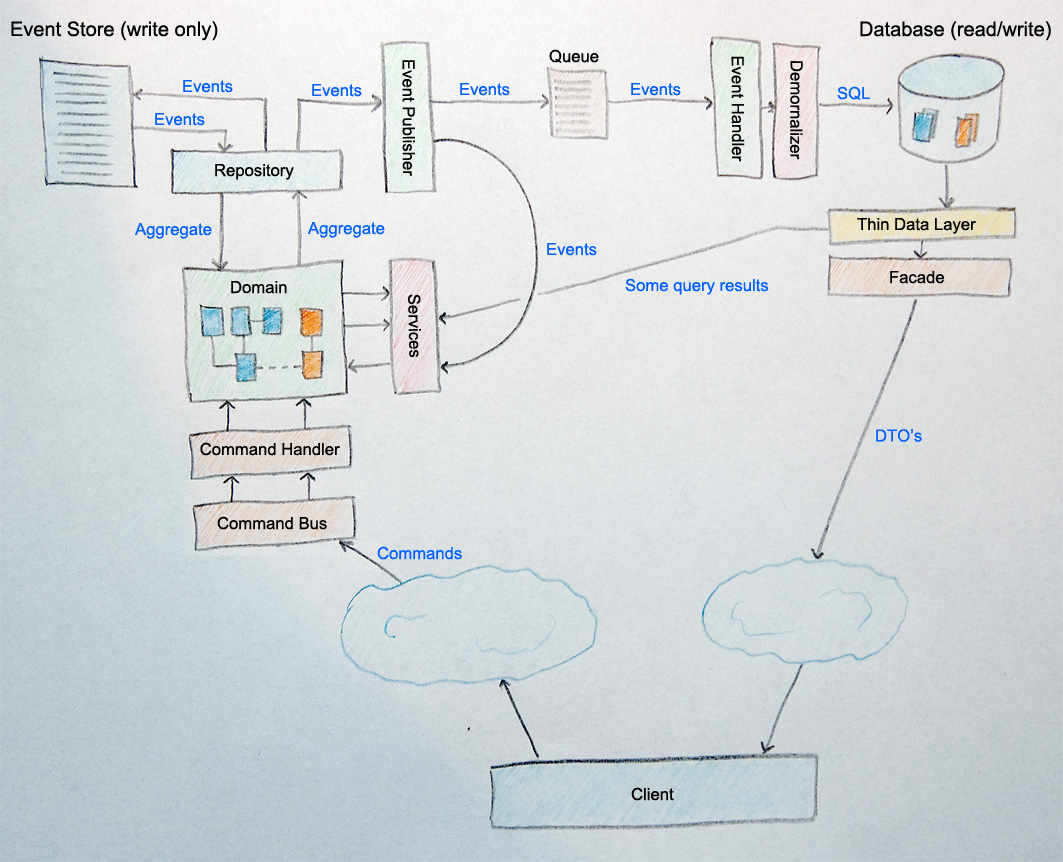 Event Store (write only)
Database (read/write)
Queue
Events
Events
Events
Event Publisher
Events
Events
Event Handler
Demornalizer
SQL
Repository
Aggregate
Aggregate
Thin Data Layer
Events
Some query results
Facade
Domain
Services
DTO's
Command Handler
Command Bus
Commands
Client